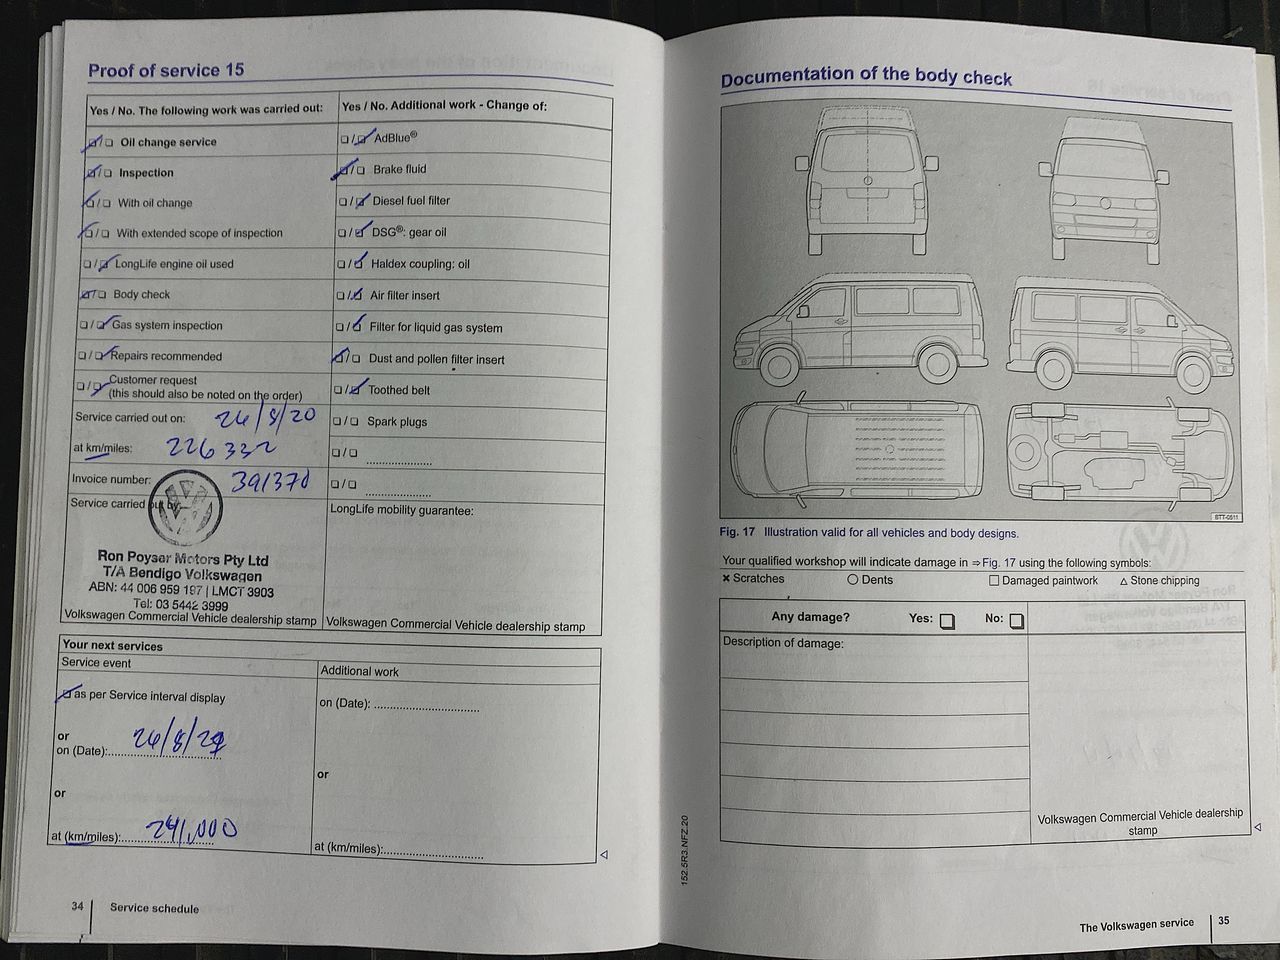 Proof of service 15
Yes / No. The following work was carried out:
❏/❏ Oil change service
❏/❏ Inspection
❏/❏ With oil change
❏/❏ With extended scope of inspection
❏/❏ LongLife engine oil used
❏/❏ Body check
❏/❏ Gas system inspection
❏/❏ Repairs recommended
❏/❏ Customer request
(this should also be noted on the order)
Service carried out on: 26/8/20
at km/miles: 226332
Invoice number: 391370
Service carried out by:
Ron Poyser Motors Pty Ltd
T/A Bendigo Volkswagen
ABN: 44 006 959 197 | LMCT 3903
Tel: 03 5442 3999
Volkswagen Commercial Vehicle dealership stamp
Yes / No. Additional work - Change of:
❏/❏ AdBlue®
❏/❏ Brake fluid
❏/❏ Diesel fuel filter
❏/❏ DSG®: gear oil
❏/❏ Haldex coupling: oil
❏/❏ Air filter insert
❏/❏ Filter for liquid gas system
❏/❏ Dust and pollen filter insert
❏/❏ Toothed belt
❏/❏ Spark plugs
❏/❏ ....................
❏/❏ ....................
LongLife mobility guarantee:
Volkswagen Commercial Vehicle dealership stamp
Your next services
Service event
❏ as per Service interval display
or
on (Date): 26/8/21
or
at (km/miles): 241,000
Additional work
on (Date): ................................
or
at (km/miles): ..............................
34
Service schedule
Documentation of the body check
BTT-0511
Fig. 17 Illustration valid for all vehicles and body designs.
Your qualified workshop will indicate damage in ⇒ Fig. 17 using the following symbols:
× Scratches ○ Dents □ Damaged paintwork △ Stone chipping
Any damage? Yes: ❏ No: ❏
Description of damage:
Volkswagen Commercial Vehicle dealership
stamp
152.5R3.NFZ.20
The Volkswagen service
35